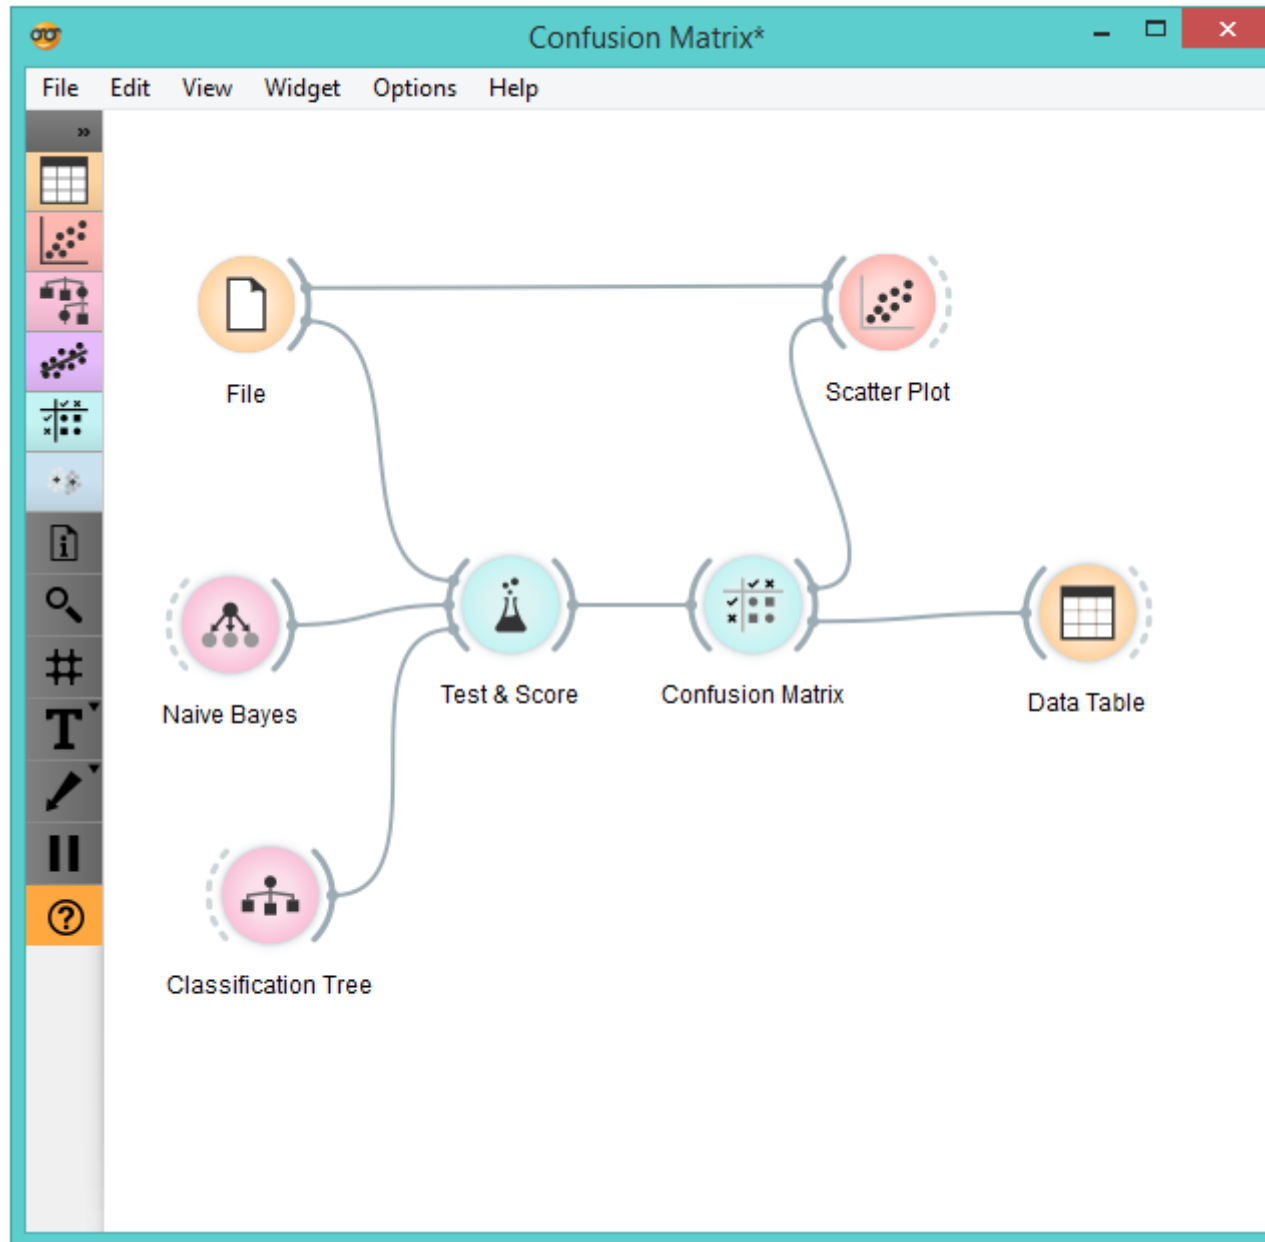 Confusion Matrix*
File Edit View Widget Options Help
File
Scatter Plot
Naive Bayes
Test & Score
Confusion Matrix
Data Table
Classification Tree